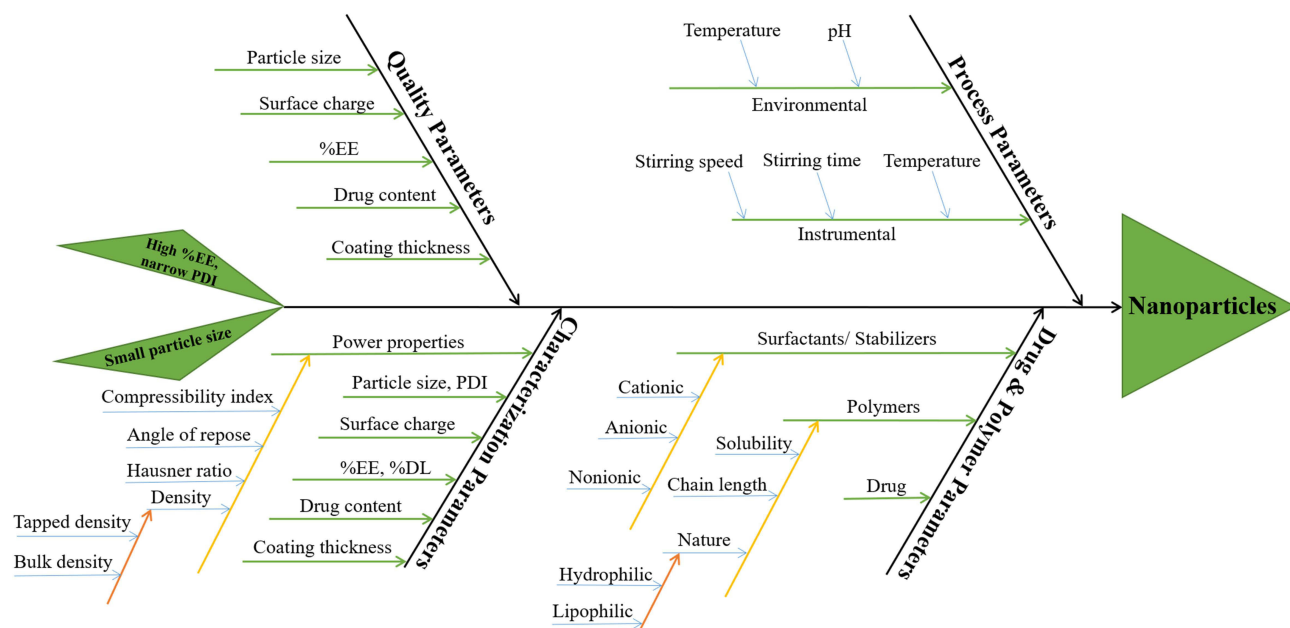 Particle size
Surface charge
%EE
Drug content
Coating thickness
Quality Parameters
Temperature
pH
Environmental
Stirring speed
Stirring time
Temperature
Instrumental
Process Parameters
High %EE,
narrow PDI
Small particle size
Nanoparticles
Power properties
Compressibility index
Angle of repose
Hausner ratio
Density
Tapped density
Bulk density
Particle size, PDI
Surface charge
%EE, %DL
Drug content
Coating thickness
Characterization Parameters
Surfactants/ Stabilizers
Cationic
Anionic
Nonionic
Polymers
Solubility
Chain length
Nature
Hydrophilic
Lipophilic
Drug
Drug & Polymer Parameters